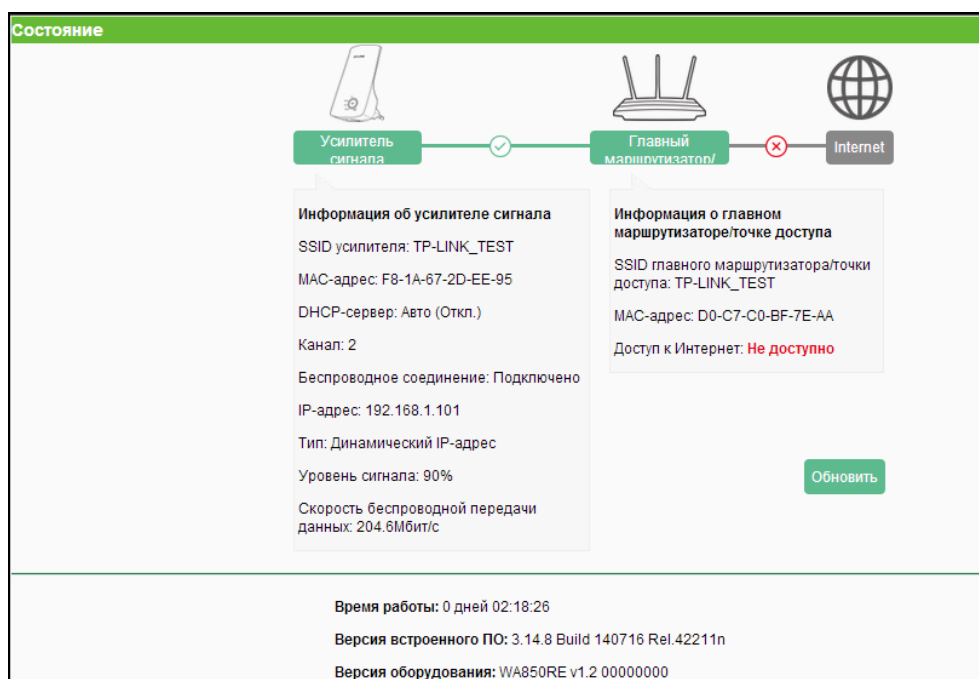 Состояние
Усилитель
сигнала
Главный
маршрутизатор/
Internet
Информация об усилителе сигнала
SSID усилителя: TP-LINK_TEST
MAC-адрес: F8-1A-67-2D-EE-95
DHCP-сервер: Авто (Откл.)
Канал: 2
Беспроводное соединение: Подключено
IP-адрес: 192.168.1.101
Тип: Динамический IP-адрес
Уровень сигнала: 90%
Скорость беспроводной передачи
данных: 204.6Мбит/с
Информация о главном
маршрутизаторе/точке доступа
SSID главного маршрутизатора/точки
доступа: TP-LINK_TEST
MAC-адрес: D0-C7-C0-BF-7E-AA
Доступ к Интернет: Не доступно
Обновить
Время работы: 0 дней 02:18:26
Версия встроенного ПО: 3.14.8 Build 140716 Rel.42211n
Версия оборудования: WA850RE v1.2 00000000